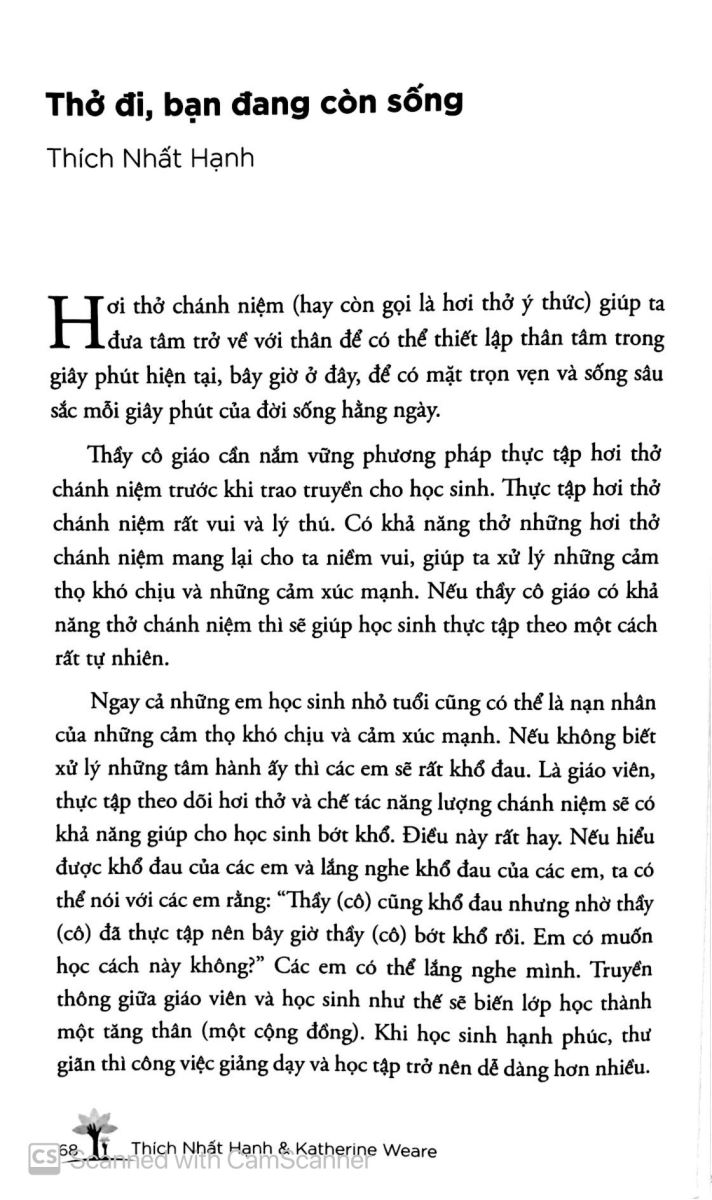 Thở đi, bạn đang còn sống
Thích Nhất Hạnh
Hơi thở chánh niệm (hay còn gọi là hơi thở ý thức) giúp ta
đưa tâm trở về với thân để có thể thiết lập thân tâm trong
giây phút hiện tại, bây giờ ở đây, để có mặt trọn vẹn và sống sâu
sắc mỗi giây phút của đời sống hằng ngày.
Thầy cô giáo cần nắm vững phương pháp thực tập hơi thở
chánh niệm trước khi trao truyền cho học sinh. Thực tập hơi thở
chánh niệm rất vui và lý thú. Có khả năng thở những hơi thở
chánh niệm mang lại cho ta niềm vui, giúp ta xử lý những cảm
thọ khó chịu và những cảm xúc mạnh. Nếu thầy cô giáo có khả
năng thở chánh niệm thì sẽ giúp học sinh thực tập theo một cách
rất tự nhiên.
Ngay cả những em học sinh nhỏ tuổi cũng có thể là nạn nhân
của những cảm thọ khó chịu và cảm xúc mạnh. Nếu không biết
xử lý những tâm hành ấy thì các em sẽ rất khổ đau. Là giáo viên,
thực tập theo dõi hơi thở và chế tác năng lượng chánh niệm sẽ có
khả năng giúp cho học sinh bớt khổ. Điều này rất hay. Nếu hiểu
được khổ đau của các em và lắng nghe khổ đau của các em, ta có
thể nói với các em rằng: “Thầy (cô) cũng khổ đau nhưng nhờ thầy
(cô) đã thực tập nên bây giờ thầy (cô) bớt khổ rồi. Em có muốn
học cách này không?” Các em có thể lắng nghe mình. Truyền
thông giữa giáo viên và học sinh như thế sẽ biến lớp học thành
một tăng thân (một cộng đồng). Khi học sinh hạnh phúc, thư
giãn thì công việc giảng dạy và học tập trở nên dễ dàng hơn nhiều.
68 Thích Nhất Hạnh & Katherine Weare
CS Scanned with CamScanner